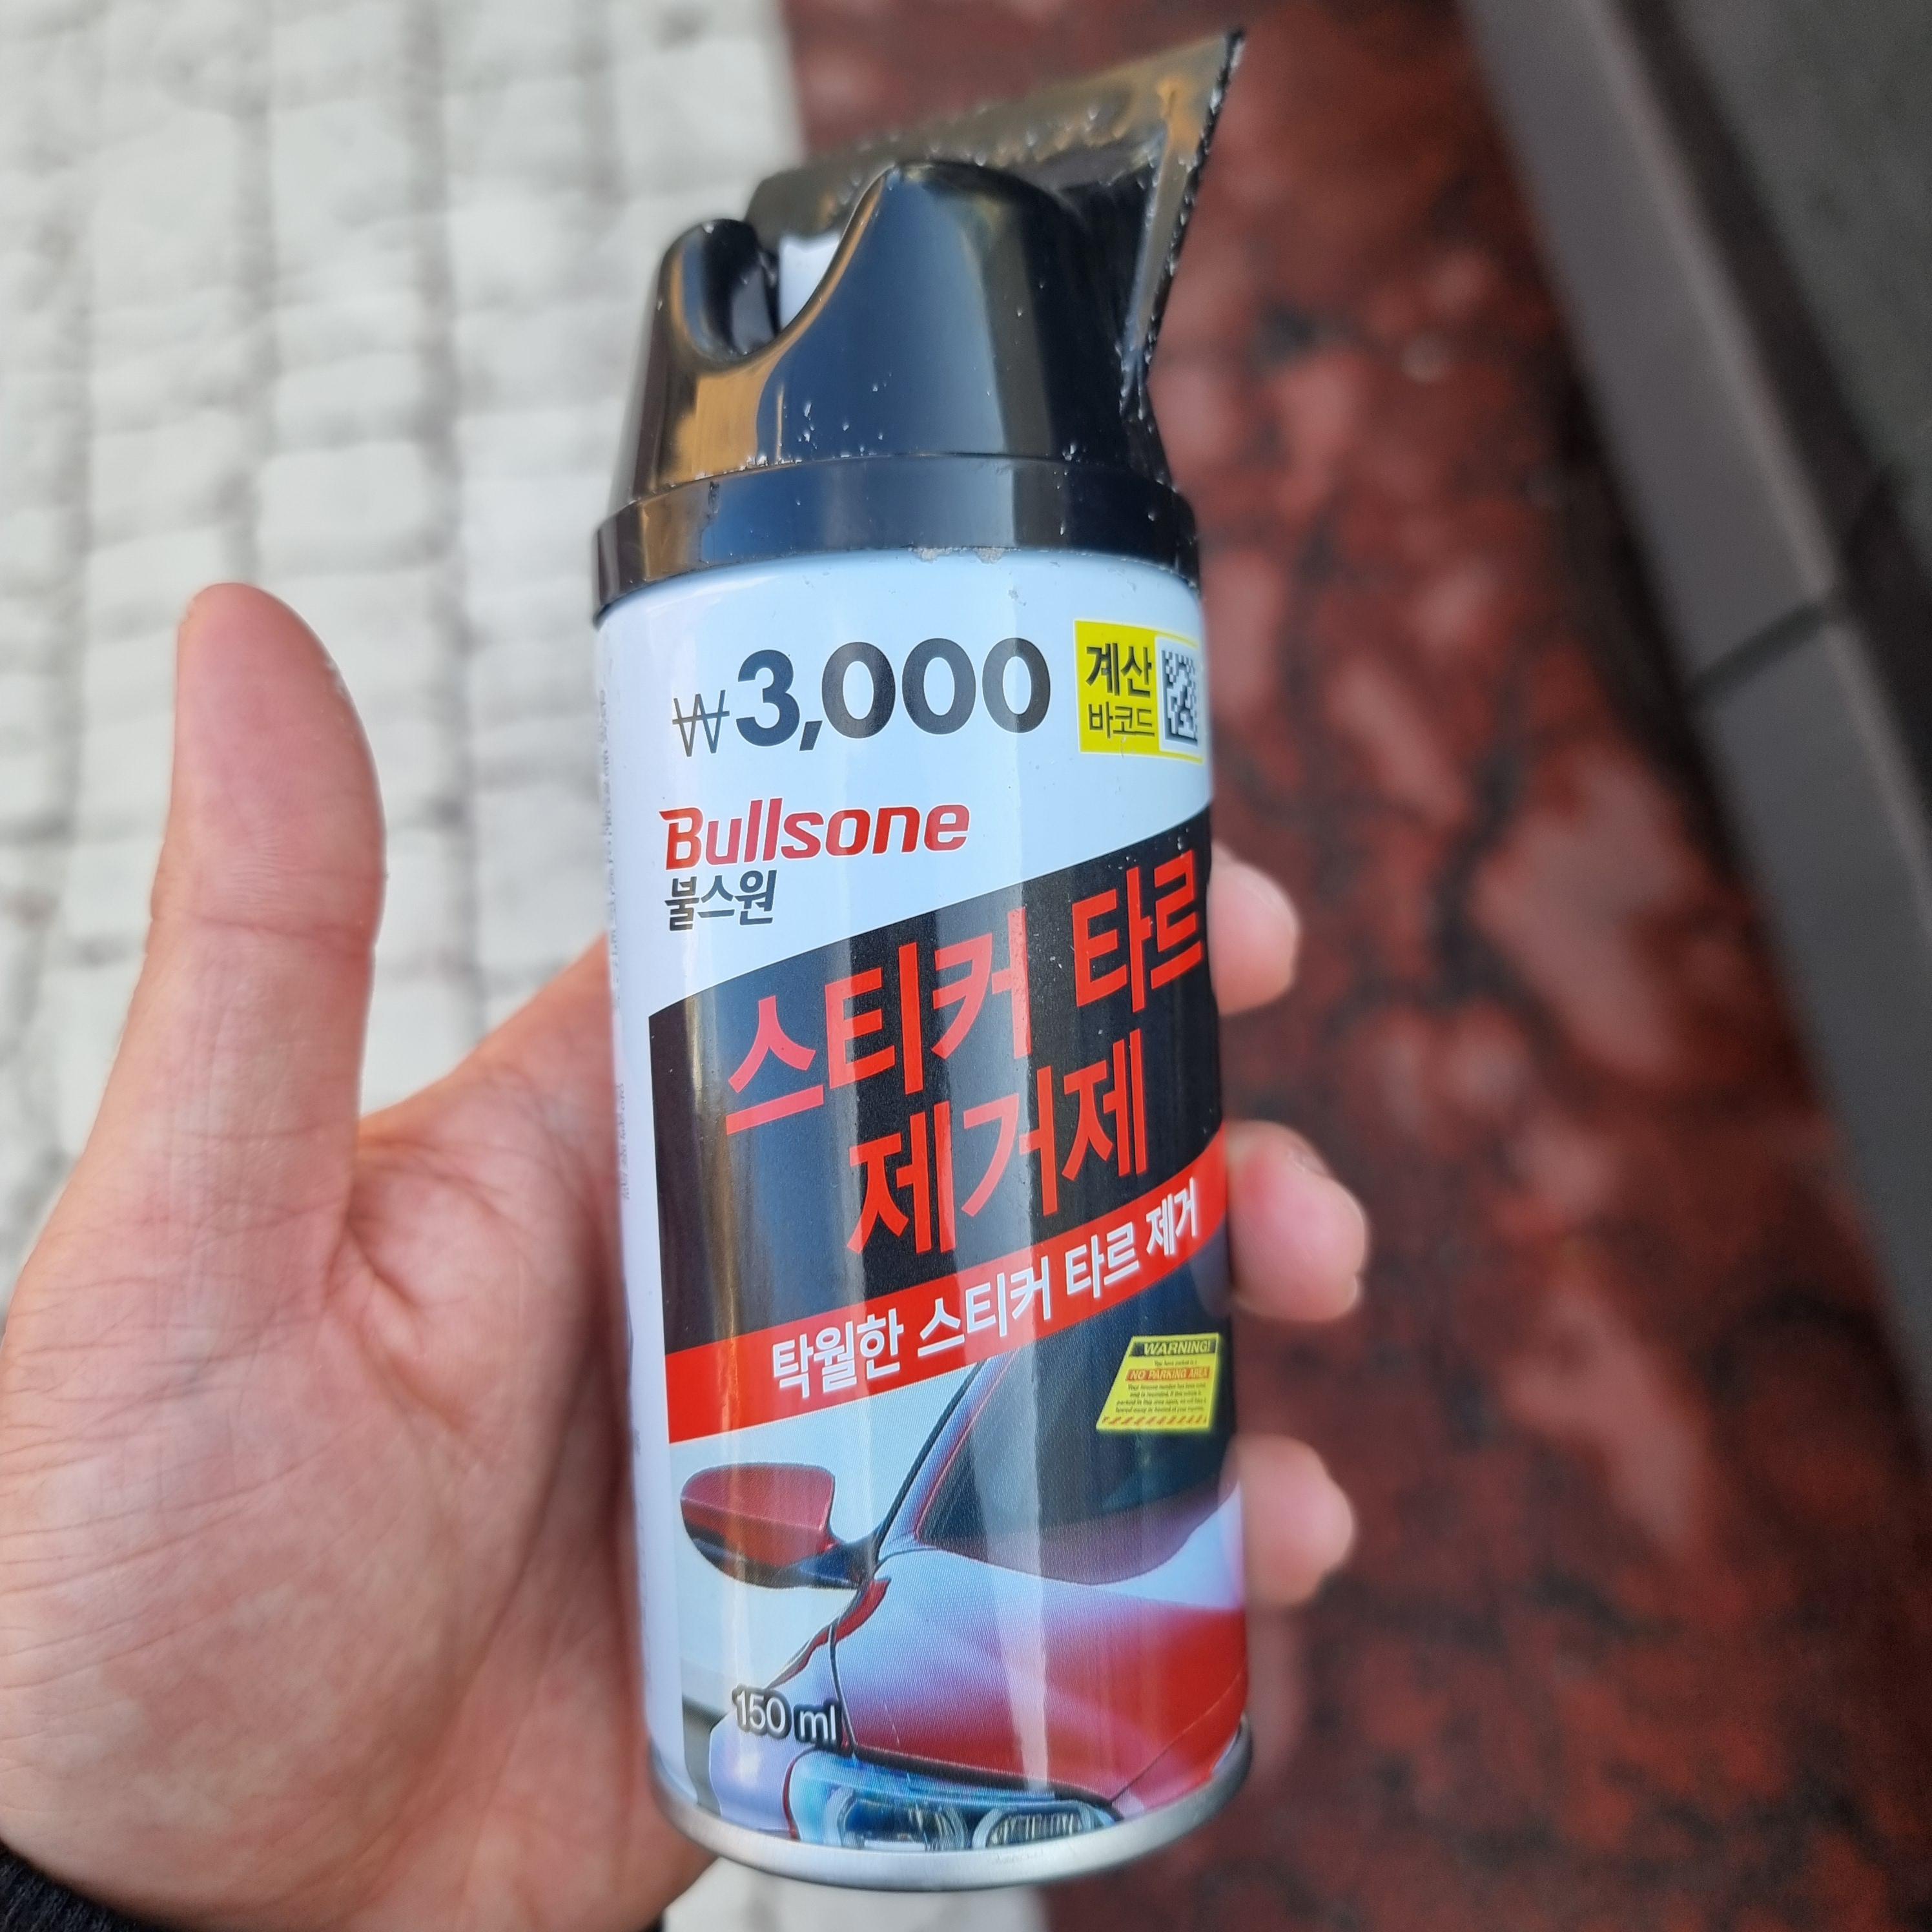 ₩3,000
계산
바코드
Bullsone
불스원
스티커 타르
제거제
탁월한 스티커 타르 제거
WARNING!
NO PARKING AREA
150 ml